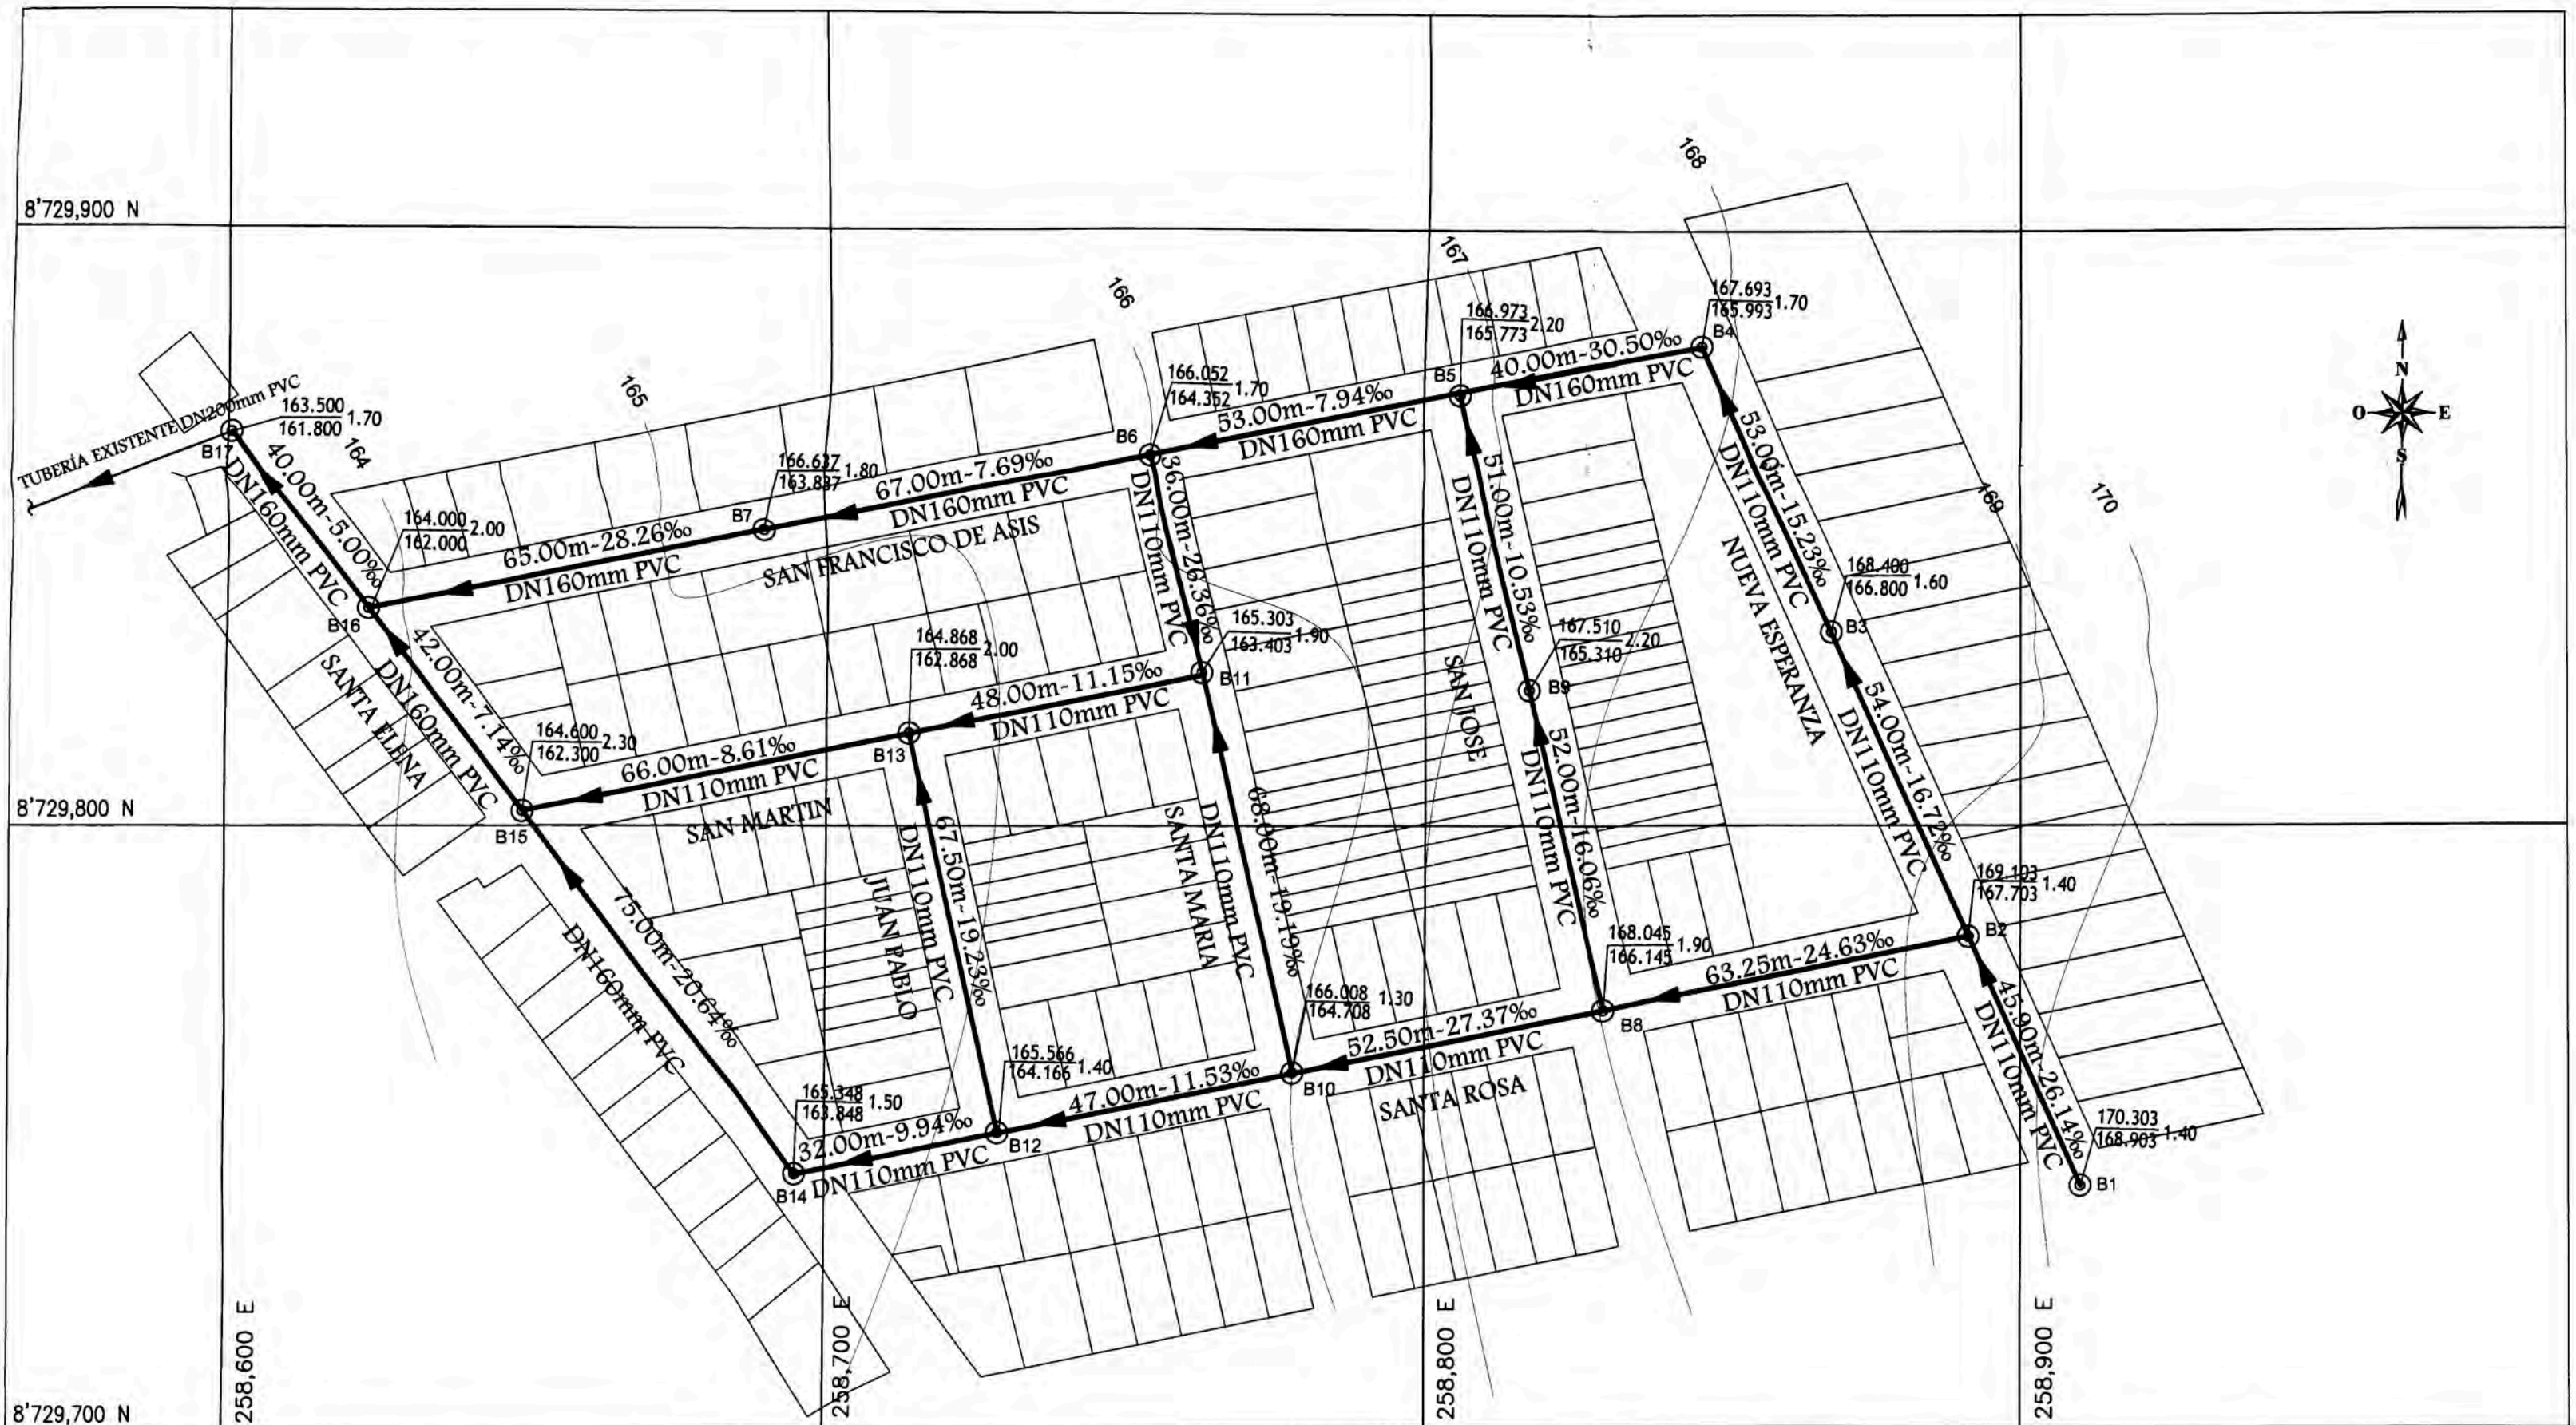 8'729,900 N
168
167
166
165
164
167.693
165.993 1.70
B4
166.973
165.773 2.20
B5
40.00m-30.50‰
DN160mm PVC
166.052
164.352 1.70
B6
53.00m-7.94‰
DN160mm PVC
TUBERÍA EXISTENTE DN200mm PVC
163.500
161.800 1.70
B17
40.00m-5.00‰
DN160mm PVC
166.637
163.837 1.80
B7
67.00m-7.69‰
DN160mm PVC
164.000
162.000 2.00
B16
65.00m-28.26‰
DN160mm PVC
SAN FRANCISCO DE ASIS
36.00m-26.36‰
DN110mm PVC
51.00m-10.53‰
DN110mm PVC
53.00m-15.23‰
DN110mm PVC
169
170
O
N
E
S
168.400
166.800 1.60
B3
NUEVA ESPERANZA
167.510
165.310 2.20
B9
SAN JOSE
165.303
163.403 1.90
B11
164.868
162.868 2.00
B13
48.00m-11.15‰
DN110mm PVC
42.00m-7.14‰
DN160mm PVC
SANTA ELENA
164.600
162.300 2.30
B15
66.00m-8.61‰
DN110mm PVC
SAN MARTIN
54.00m-16.72‰
DN110mm PVC
52.00m-16.06‰
DN110mm PVC
8'729,800 N
68.00m-19.19‰
DN110mm PVC
SANTA MARIA
67.50m-19.23‰
DN110mm PVC
JUAN PABLO
75.00m-20.64‰
DN160mm PVC
169.103
167.703 1.40
B2
168.045
166.145 1.90
B8
63.25m-24.63‰
DN110mm PVC
166.008
164.708 1.30
B10
52.50m-27.37‰
DN110mm PVC
SANTA ROSA
165.566
164.166 1.40
B12
47.00m-11.53‰
DN110mm PVC
165.348
163.848 1.50
B14
32.00m-9.94‰
DN110mm PVC
45.90m-26.14‰
DN110mm PVC
170.303
168.903 1.40
B1
258,600 E
258,700 E
258,800 E
258,900 E
8'729,700 N